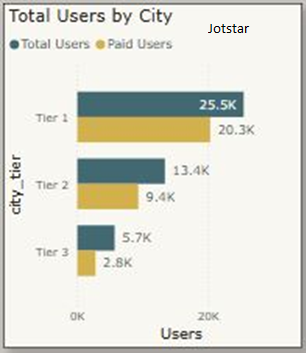 Total Users by City
Jotstar
Total Users Paid Users
Tier 1
25.5K
20.3K
Tier 2
13.4K
9.4K
Tier 3
5.7K
2.8K
city_tier
0K 20K
Users